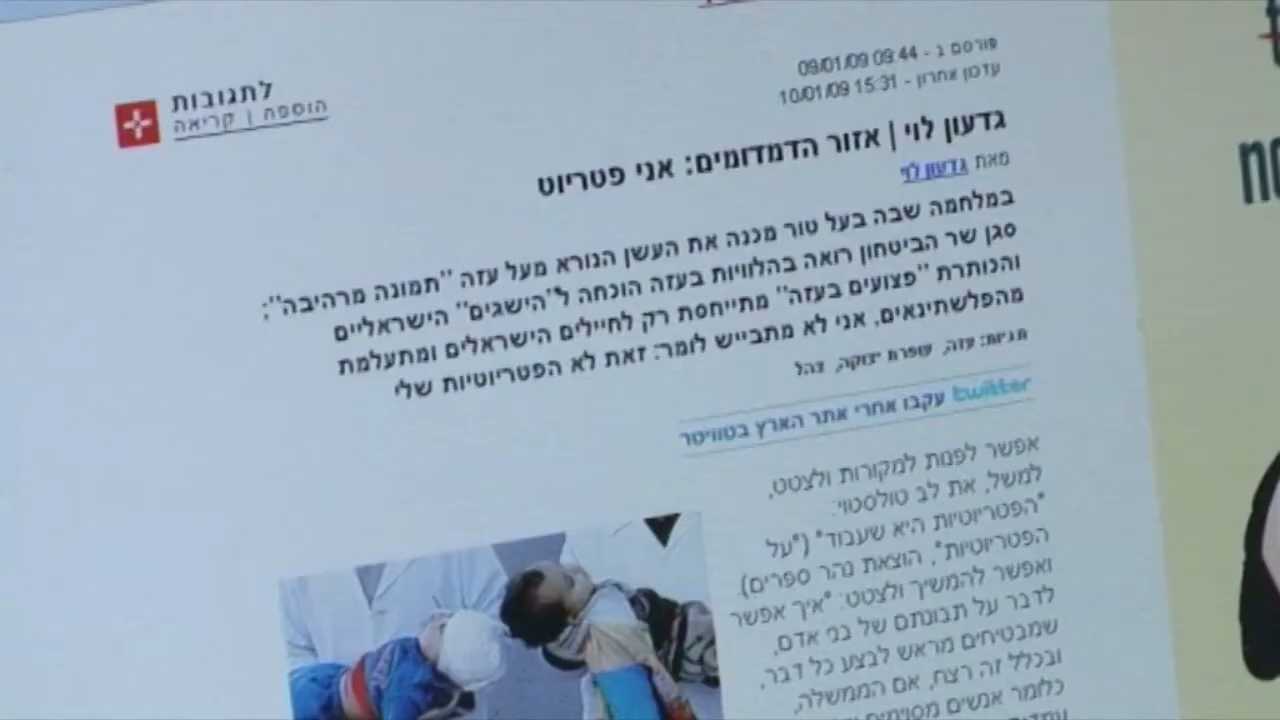 פורסם ב - 09:44 09/01/09
עדכון אחרון - 15:31 10/01/09
לתגובות
הוספה | קריאה
גדעון לוי | אזור הדמדומים: אני פטריוט
מאת גדעון לוי
במלחמה שבה בעל טור מכנה את העשן הנורא מעל עזה "תמונה מרהיבה";
סגן שר הביטחון רואה בהלוויות בעזה הוכחה ל"הישגים" הישראליים
והכותרת "פצועים בעזה" מתייחסת רק לחיילים הישראלים ומתעלמת
מהפלשתינאים, אני לא מתבייש לומר: זאת לא הפטריוטיות שלי
תגיות: עזה, עופרת יצוקה, צהל
twitter עקבו אחרי אתר הארץ בטוויטר
אפשר לפנות למקורות ולצטט,
למשל, את לב טולסטוי:
"הפטריוטיות היא שעבוד" ("על
הפטריוטיות", הוצאת נהר ספרים).
ואפשר להמשיך ולצטט: "איך אפשר
לדבר על תבונתם של בני אדם,
שמבטיחים מראש לבצע כל דבר,
ובכלל זה רצח, אם הממשלה,
כלומר אנשים מסוימים